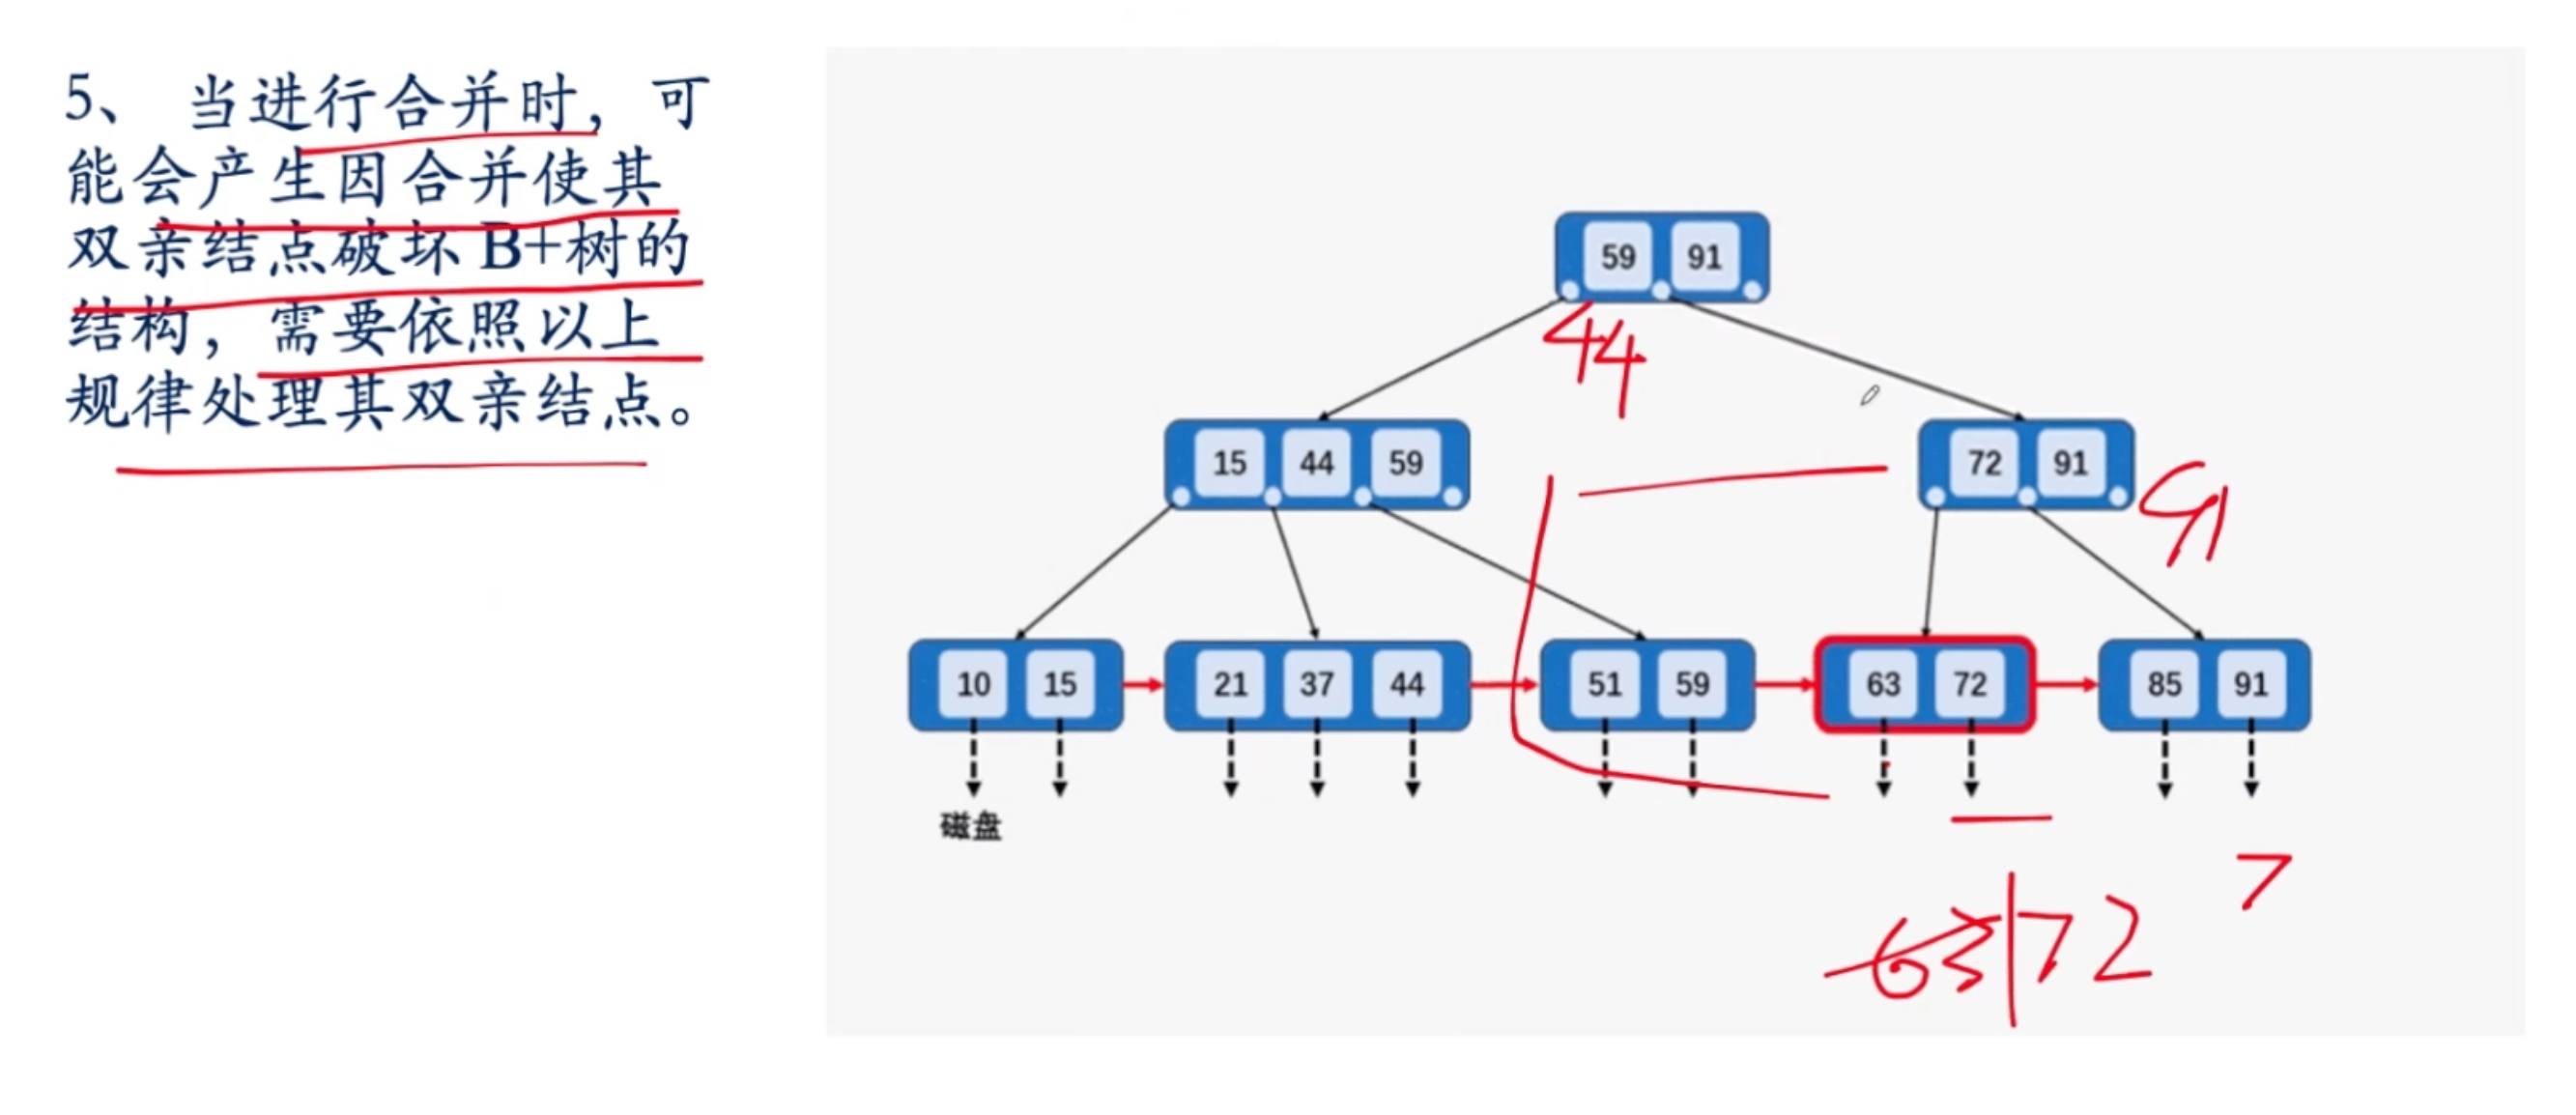 5、 当进行合并时，可
能会产生因合并使其
双亲结点破坏 B+树的
结构，需要依照以上
规律处理其双亲结点。
59 91
44
15 44 59
72 91
91
10 15
21 37 44
51 59
63 72
85 91
磁盘
7
63 72